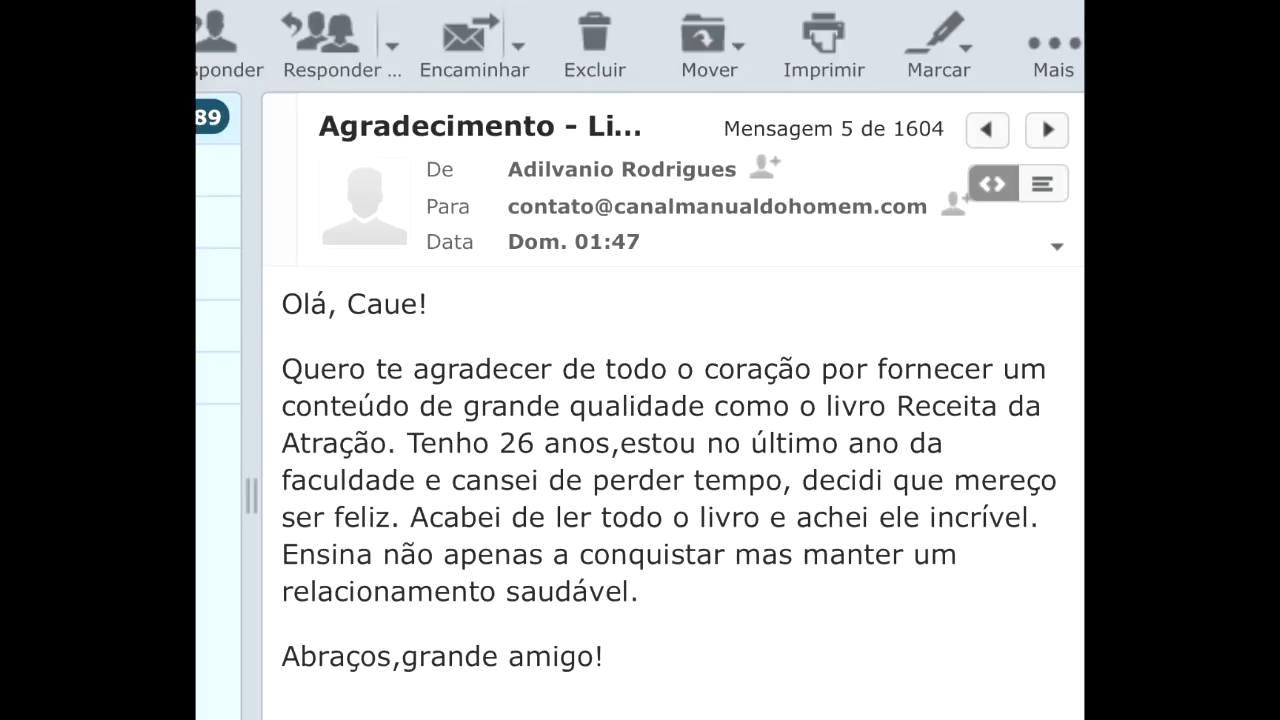 sponder Responder ... Encaminhar Excluir Mover Imprimir Marcar Mais
89
Agradecimento - Li... Mensagem 5 de 1604
De Adilvanio Rodrigues
Para contato@canalmanualdohomem.com
Data Dom. 01:47
Olá, Caue!
Quero te agradecer de todo o coração por fornecer um
conteúdo de grande qualidade como o livro Receita da
Atração. Tenho 26 anos,estou no último ano da
faculdade e cansei de perder tempo, decidi que mereço
ser feliz. Acabei de ler todo o livro e achei ele incrível.
Ensina não apenas a conquistar mas manter um
relacionamento saudável.
Abraços,grande amigo!